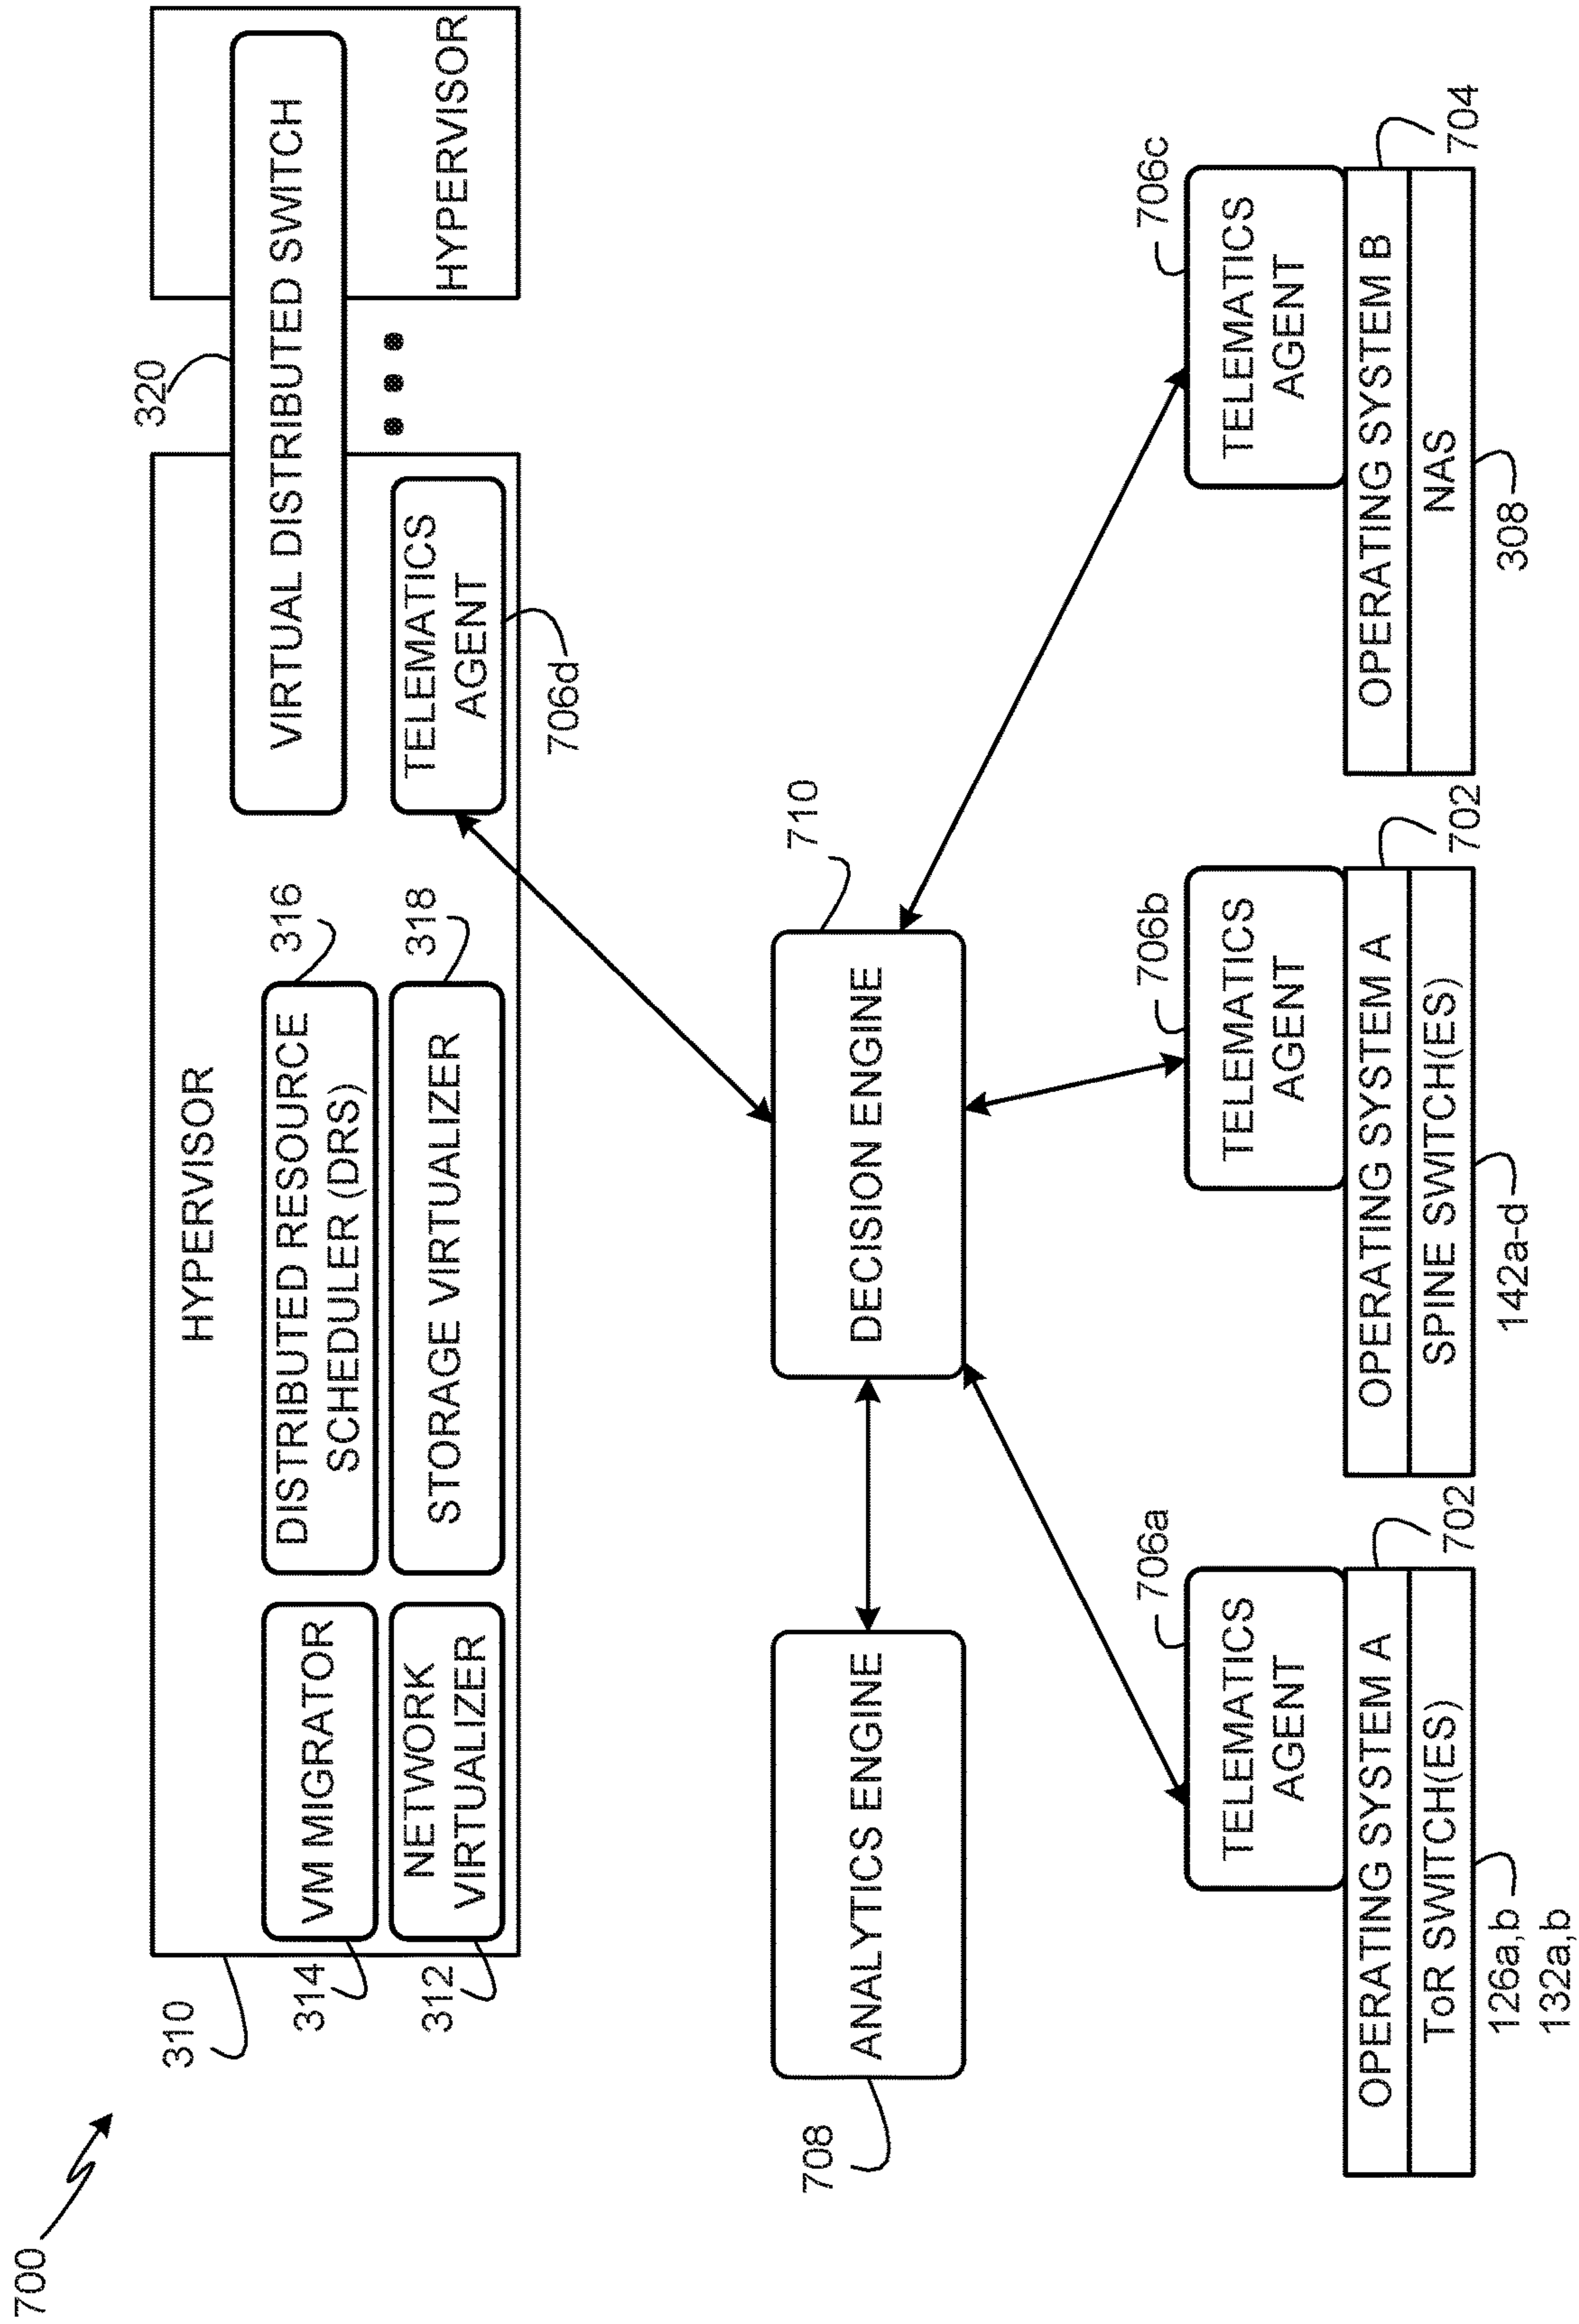 700
310
HYPERVISOR
314
VM MIGRATOR
312
NETWORK
VIRTUALIZER
316
DISTRIBUTED RESOURCE
SCHEDULER (DRS)
318
STORAGE VIRTUALIZER
320
VIRTUAL DISTRIBUTED SWITCH
TELEMATICS
AGENT
706d
HYPERVISOR
708
ANALYTICS ENGINE
710
DECISION ENGINE
706a
TELEMATICS
AGENT
OPERATING SYSTEM A
702
ToR SWITCH(ES)
126a,b
132a,b
706b
TELEMATICS
AGENT
OPERATING SYSTEM A
702
SPINE SWITCH(ES)
142a-d
706c
TELEMATICS
AGENT
OPERATING SYSTEM B
704
NAS
308